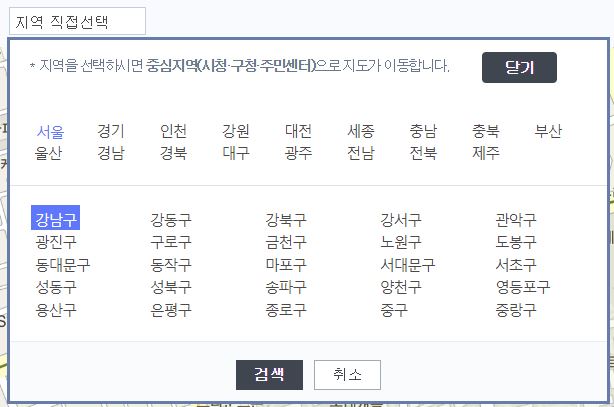 지역 직접선택
* 지역을 선택하시면 중심지역(시청·구청·주민센터)으로 지도가 이동합니다. 닫기
서울 경기 인천 강원 대전 세종 충남 충북 부산
울산 경남 경북 대구 광주 전남 전북 제주
강남구 강동구 강북구 강서구 관악구
광진구 구로구 금천구 노원구 도봉구
동대문구 동작구 마포구 서대문구 서초구
성동구 성북구 송파구 양천구 영등포구
용산구 은평구 종로구 중구 중랑구
검색 취소